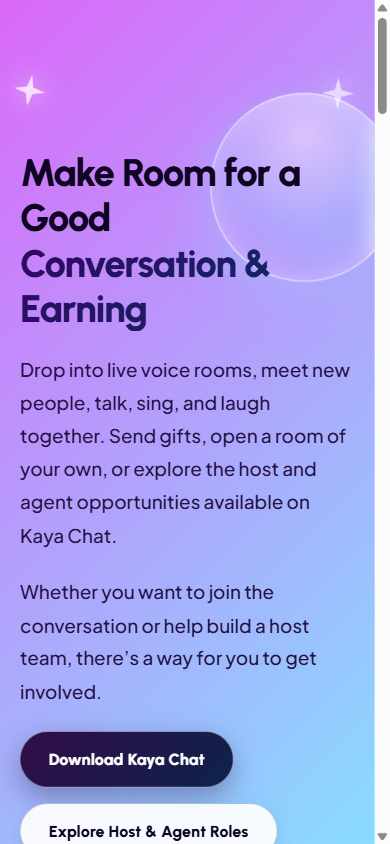 Make Room for a
Good
Conversation &
Earning
Drop into live voice rooms, meet new
people, talk, sing, and laugh
together. Send gifts, open a room of
your own, or explore the host and
agent opportunities available on
Kaya Chat.
Whether you want to join the
conversation or help build a host
team, there’s a way for you to get
involved.
Download Kaya Chat
Explore Host & Agent Roles